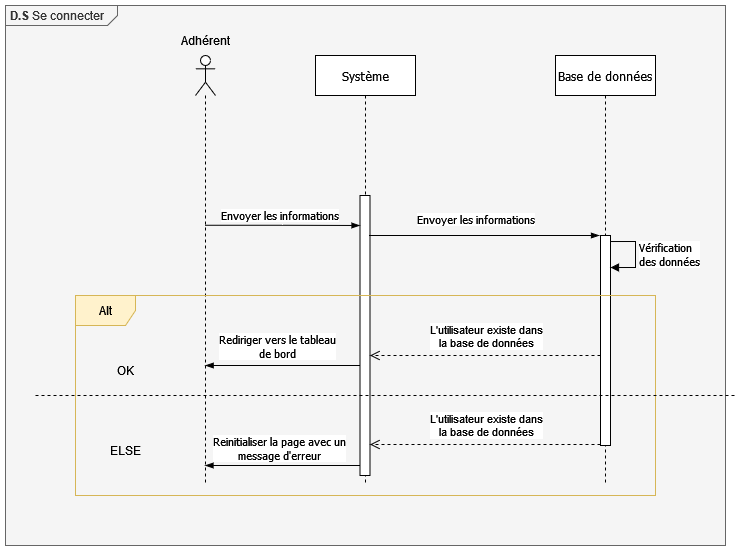 D.S Se connecter
Adhérent
Système
Base de données
Envoyer les informations
Envoyer les informations
Vérification
des données
Alt
L'utilisateur existe dans
la base de données
Rediriger vers le tableau
de bord
OK
L'utilisateur existe dans
la base de données
Reinitialiser la page avec un
message d'erreur
ELSE